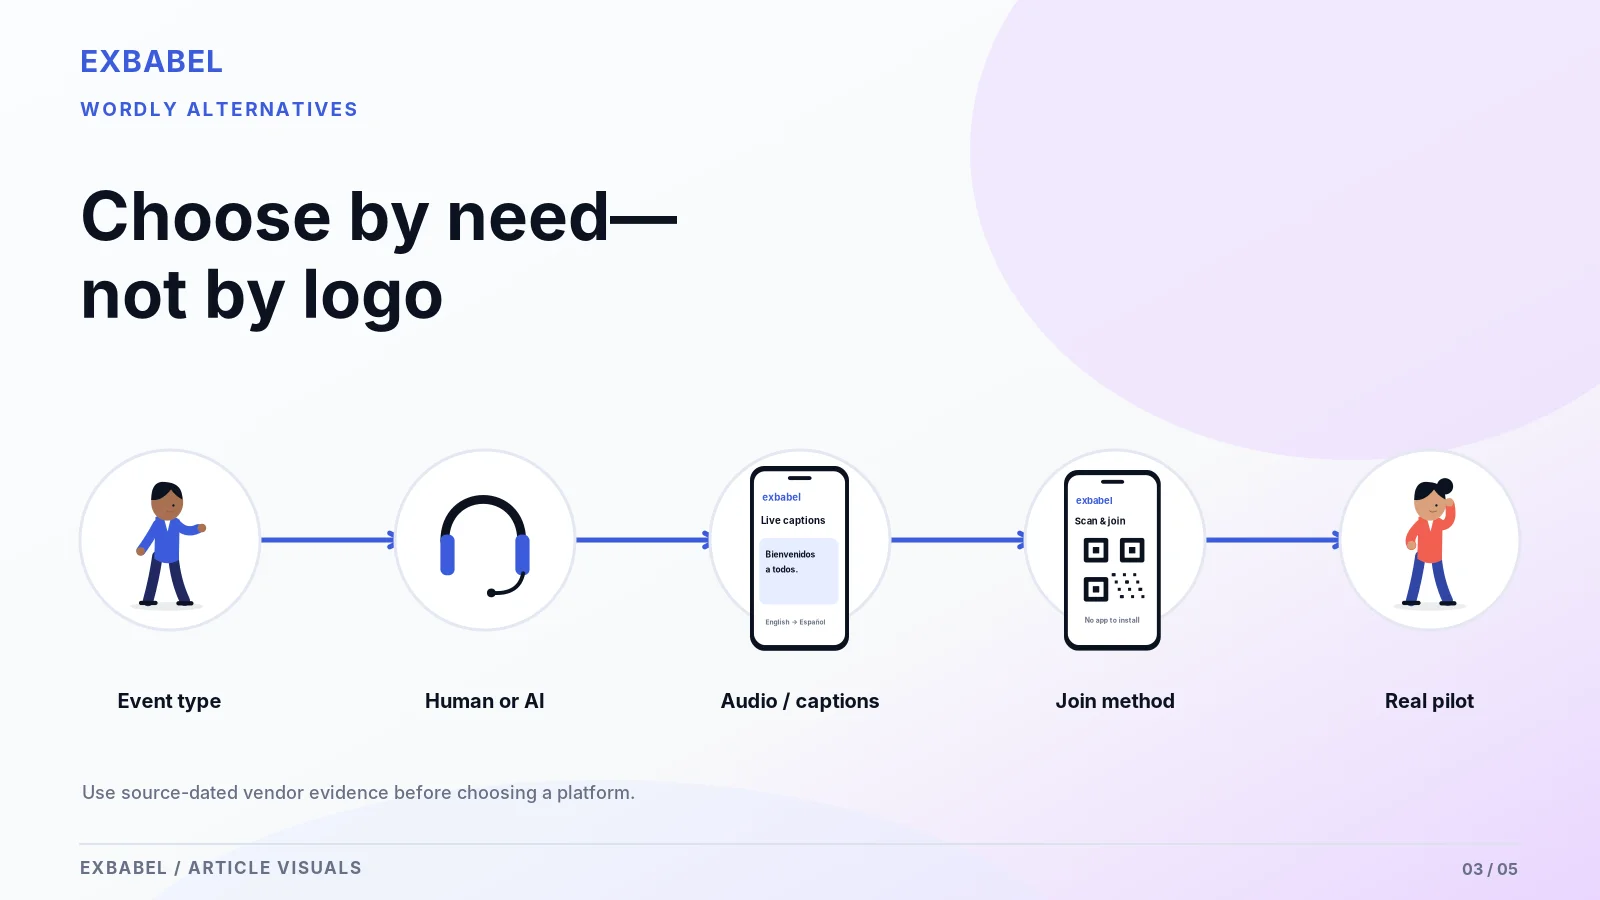 EXBABEL
WORDLY ALTERNATIVES
Choose by need—
not by logo
exbabel
Live captions
Bienvenidos
a todos.
English → Español
exbabel
Scan & join
No app to install
Event type
Human or AI
Audio / captions
Join method
Real pilot
Use source-dated vendor evidence before choosing a platform.
EXBABEL / ARTICLE VISUALS
03 / 05